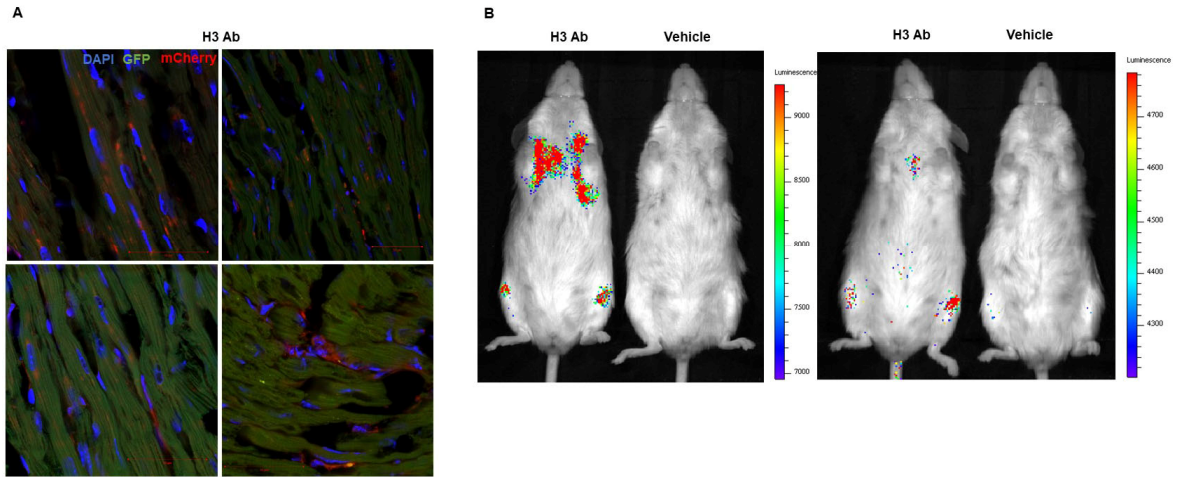 A
H3 Ab
DAPI GFP mCherry
B
H3 Ab Vehicle
Luminescence
9000
8500
8000
7500
7000
H3 Ab Vehicle
Luminescence
4700
4600
4500
4400
4300